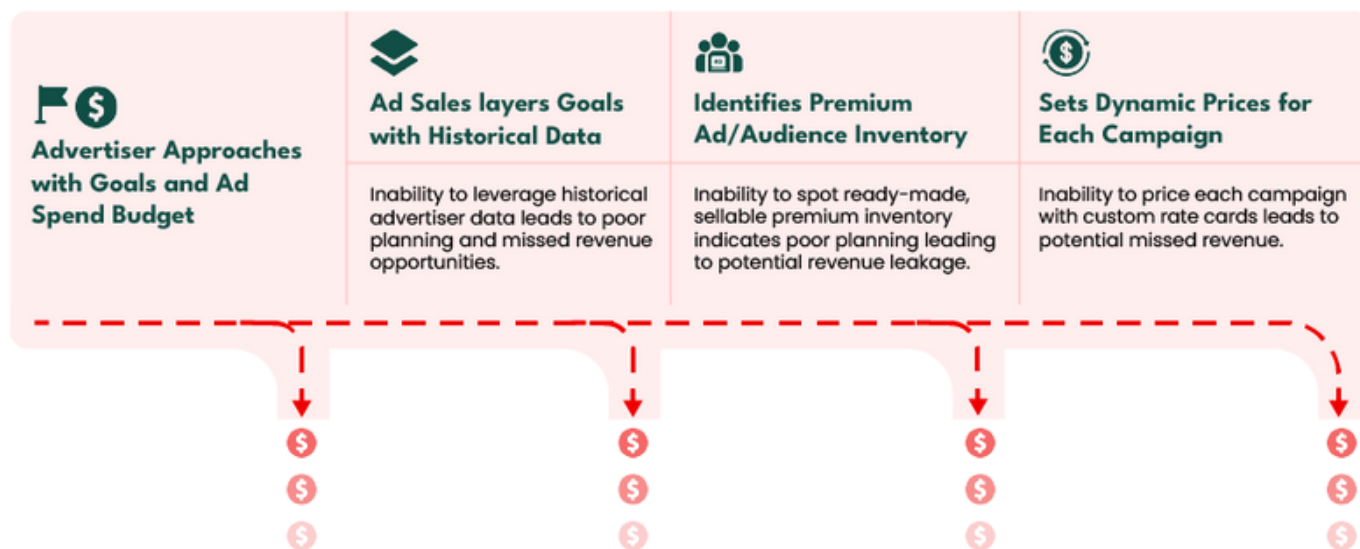 Advertiser Approaches
with Goals and Ad
Spend Budget
Ad Sales layers Goals
with Historical Data
Inability to leverage historical
advertiser data leads to poor
planning and missed revenue
opportunities.
Identifies Premium
Ad/Audience Inventory
Inability to spot ready-made,
sellable premium inventory
indicates poor planning leading
to potential revenue leakage.
Sets Dynamic Prices for
Each Campaign
Inability to price each campaign
with custom rate cards leads to
potential missed revenue.